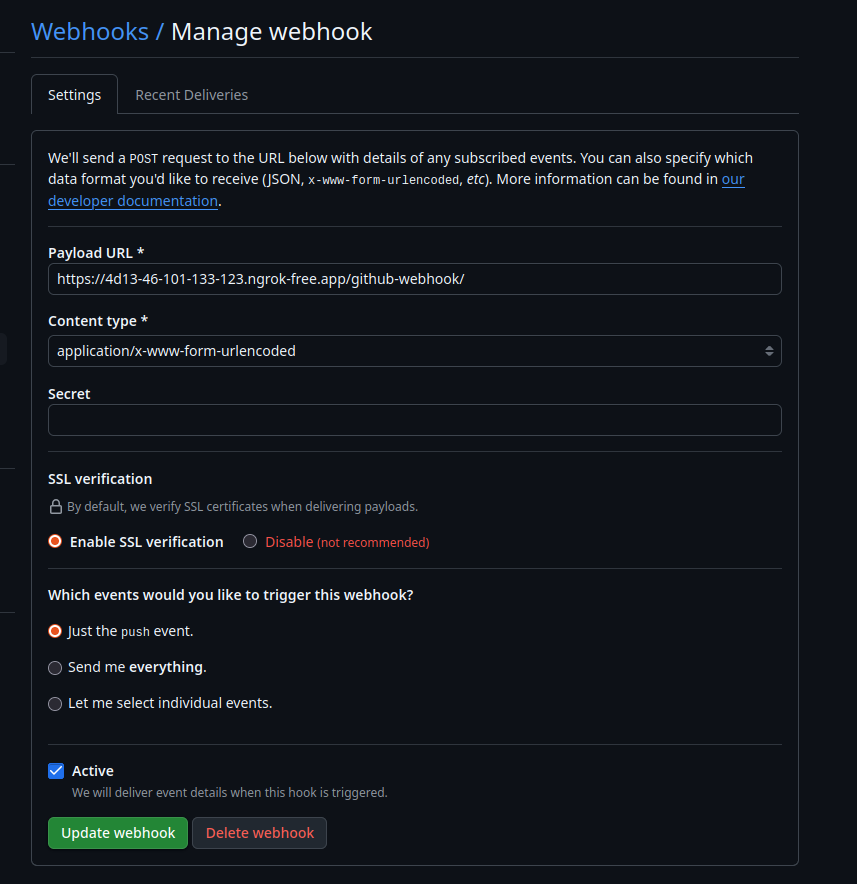 Webhooks / Manage webhook
Settings
Recent Deliveries
We'll send a POST request to the URL below with details of any subscribed events. You can also specify which
data format you'd like to receive (JSON, x-www-form-urlencoded, etc). More information can be found in our
developer documentation.
Payload URL *
https://4d13-46-101-133-123.ngrok-free.app/github-webhook/
Content type *
application/x-www-form-urlencoded
Secret
SSL verification
By default, we verify SSL certificates when delivering payloads.
Enable SSL verification
Disable (not recommended)
Which events would you like to trigger this webhook?
Just the push event.
Send me everything.
Let me select individual events.
Active
We will deliver event details when this hook is triggered.
Update webhook
Delete webhook